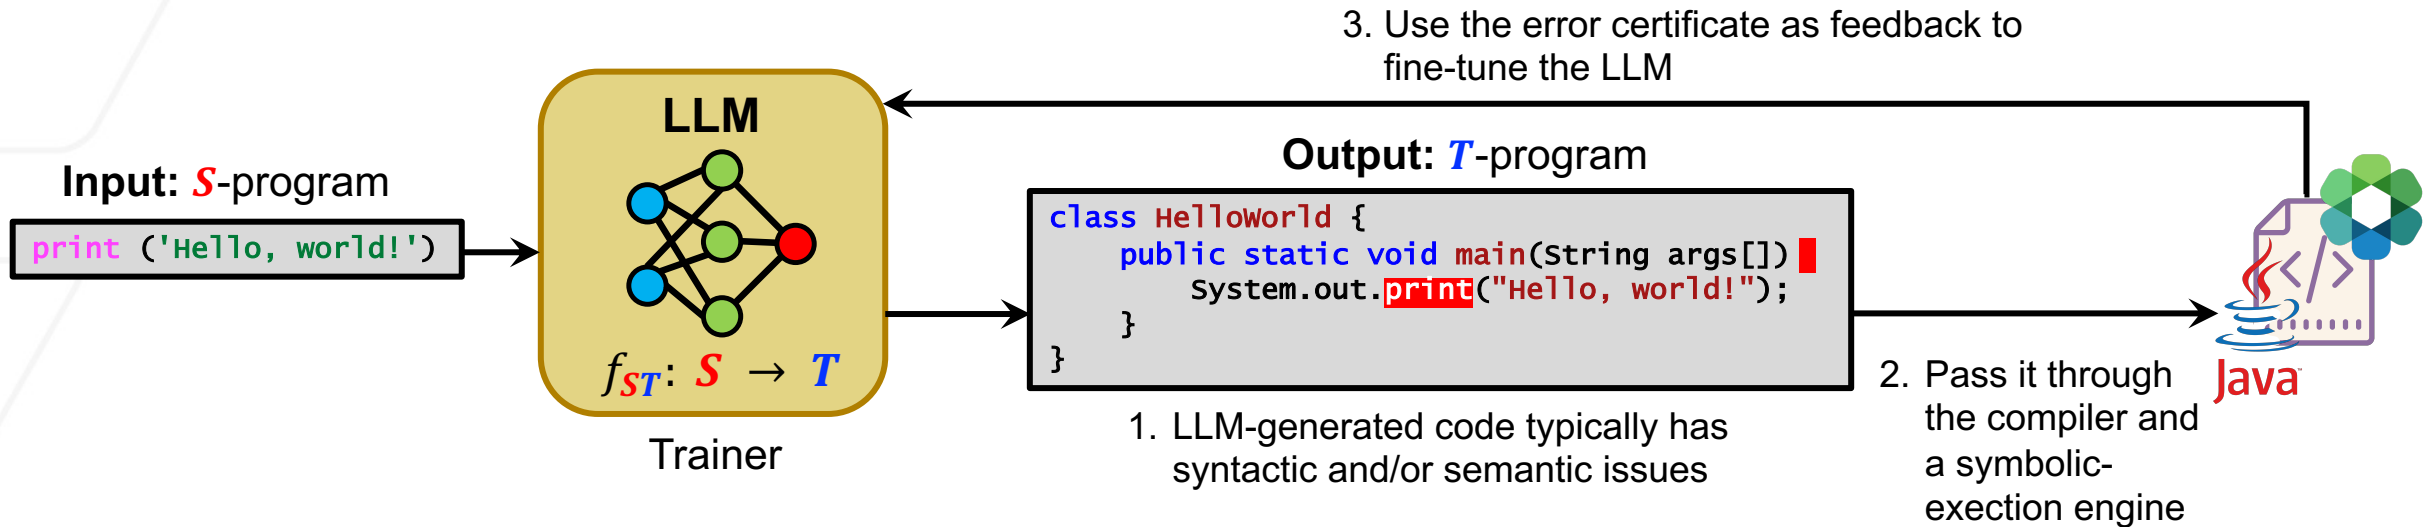 3. Use the error certificate as feedback to
fine-tune the LLM
Input: S-program
print ('Hello, world!')
LLM
f_ST: S → T
Trainer
Output: T-program
class HelloWorld {
    public static void main(String args[])
        System.out.print("Hello, world!");
    }
}
1. LLM-generated code typically has
syntactic and/or semantic issues
</>
Java™
2. Pass it through
the compiler and
a symbolic-
exection engine